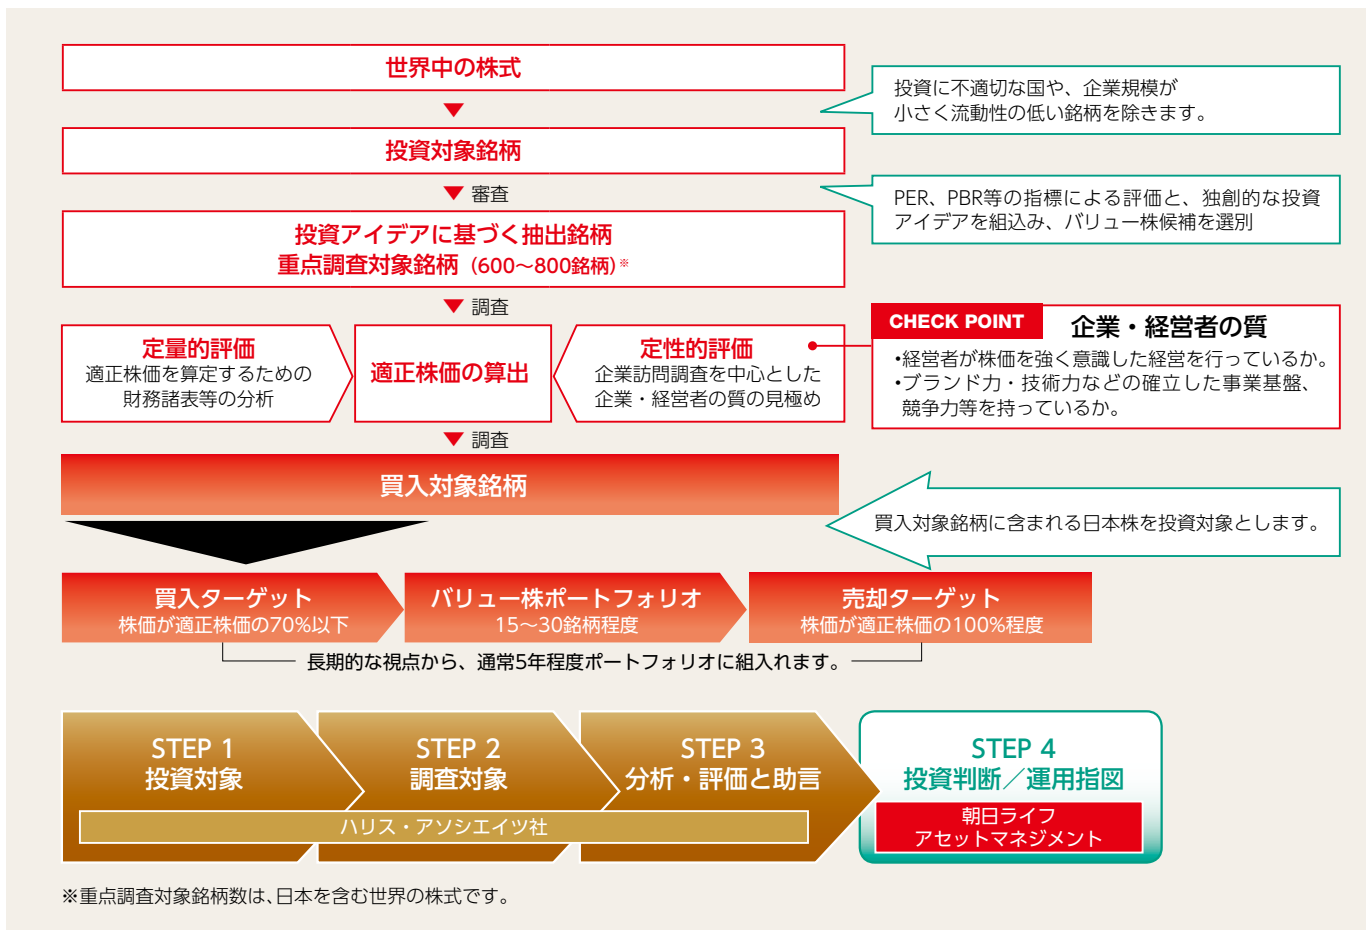 世界中の株式
投資に不適切な国や、企業規模が
小さく流動性の低い銘柄を除きます。
投資対象銘柄
審査
PER、PBR等の指標による評価と、独創的な投資
アイデアを組込み、バリュー株候補を選別
投資アイデアに基づく抽出銘柄
重点調査対象銘柄（600～800銘柄）※
調査
定量的評価
適正株価を算定するための
財務諸表等の分析
適正株価の算出
定性的評価
企業訪問調査を中心とした
企業・経営者の質の見極め
CHECK POINT 企業・経営者の質
•経営者が株価を強く意識した経営を行っているか。
•ブランド力・技術力などの確立した事業基盤、
競争力等を持っているか。
調査
買入対象銘柄
買入対象銘柄に含まれる日本株を投資対象とします。
買入ターゲット
株価が適正株価の70%以下
バリュー株ポートフォリオ
15～30銘柄程度
売却ターゲット
株価が適正株価の100%程度
長期的な視点から、通常5年程度ポートフォリオに組入れます。
STEP 1
投資対象
STEP 2
調査対象
STEP 3
分析・評価と助言
ハリス・アソシエイツ社
STEP 4
投資判断／運用指図
朝日ライフ
アセットマネジメント
※重点調査対象銘柄数は、日本を含む世界の株式です。